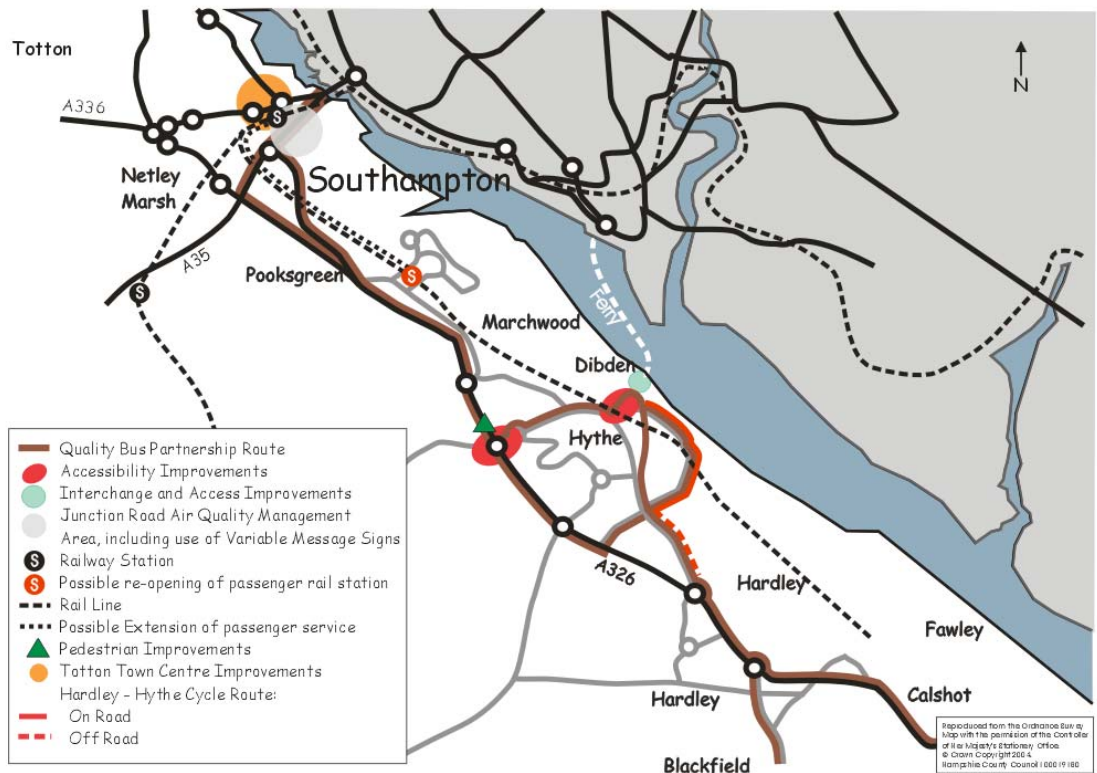 Totton
A336
N
Netley
Marsh
Southampton
A35
Pooksgreen
S
S
S
Ferry
Marchwood
Dibden
Hythe
A326
Hardley
Fawley
Hardley
Calshot
Blackfield
Quality Bus Partnership Route
Accessibility Improvements
Interchange and Access Improvements
Junction Road Air Quality Management
Area, including use of Variable Message Signs
S Railway Station
S Possible re-opening of passenger rail station
Rail Line
Possible Extension of passenger service
Pedestrian Improvements
Totton Town Centre Improvements
Hardley - Hythe Cycle Route:
On Road
Off Road
Reproduced from the Ordnance Survey
Map with the permission of the Controller
of Her Majesty's Stationery Office
© Crown Copyright 2004.
Hampshire County Council 100019180